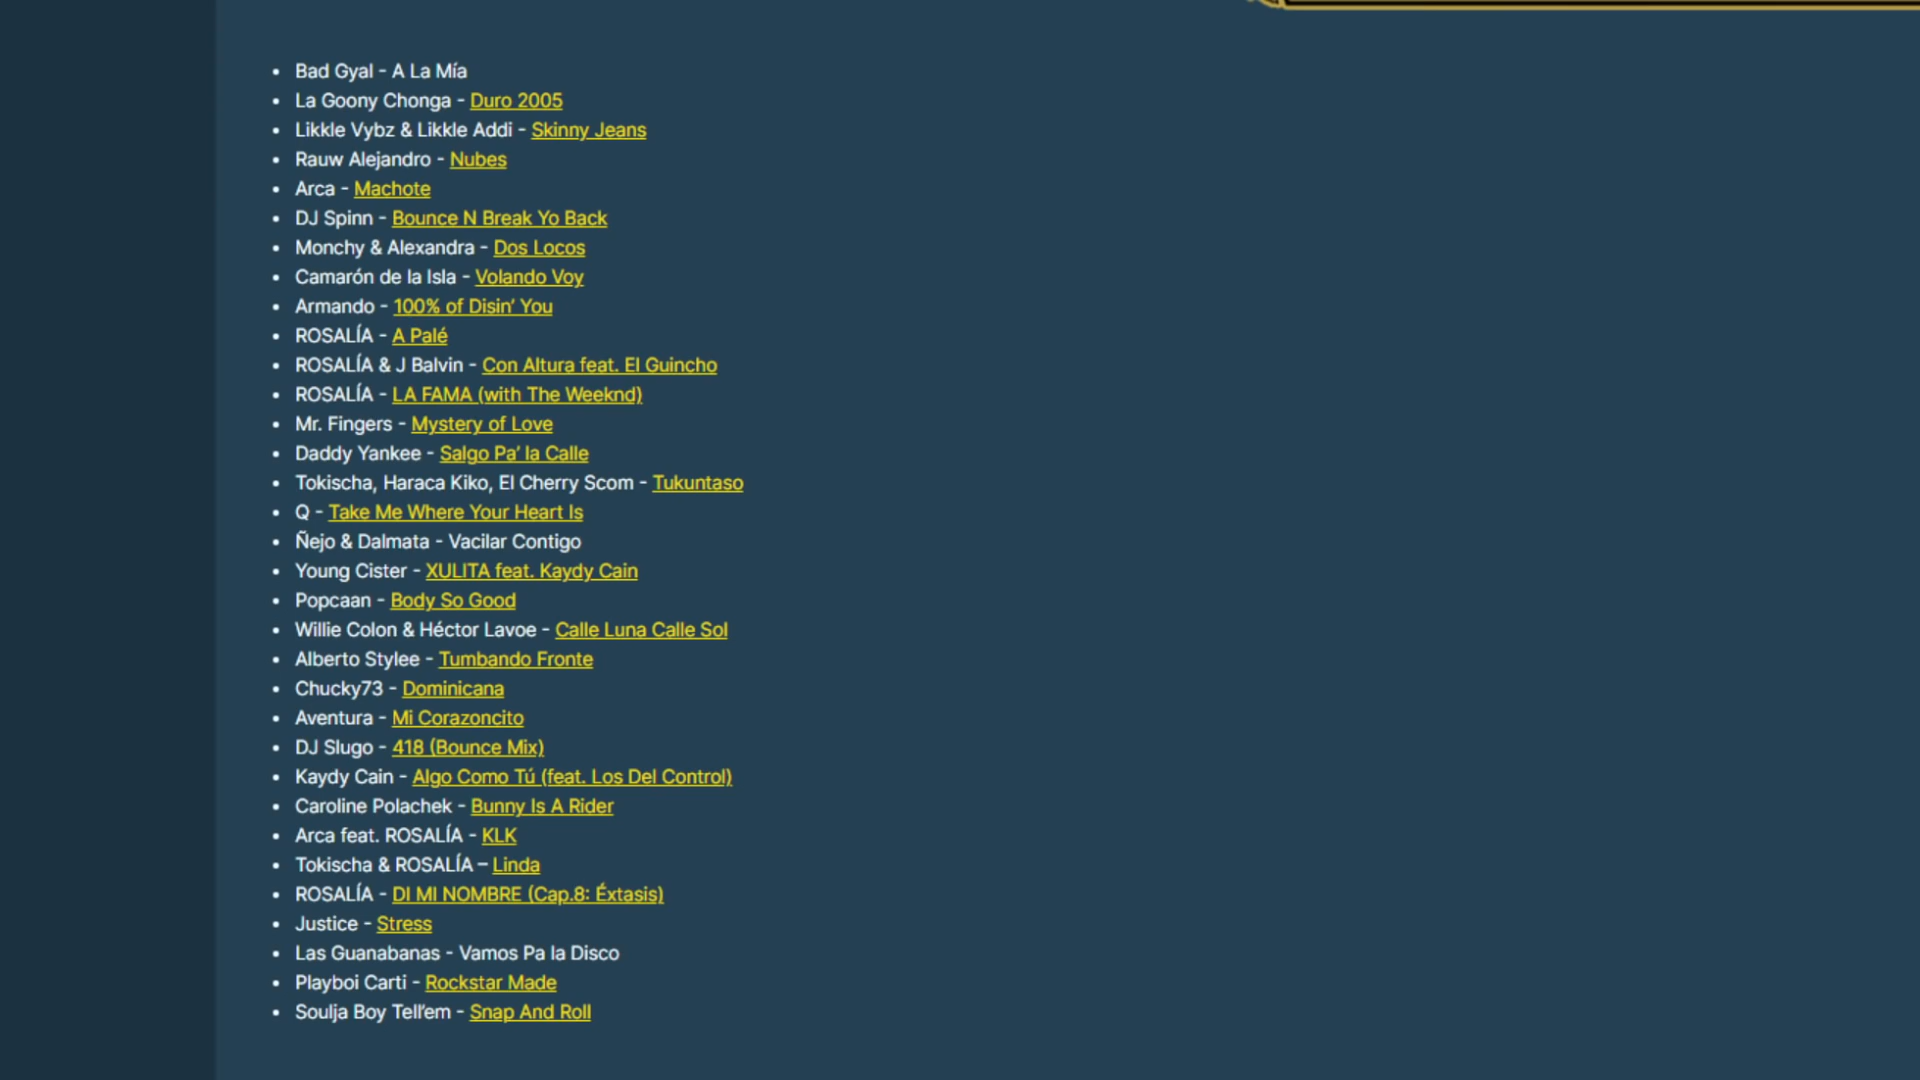 • Bad Gyal - A La Mía
• La Goony Chonga - Duro 2005
• Likkle Vybz & Likkle Addi - Skinny Jeans
• Rauw Alejandro - Nubes
• Arca - Machote
• DJ Spinn - Bounce N Break Yo Back
• Monchy & Alexandra - Dos Locos
• Camarón de la Isla - Volando Voy
• Armando - 100% of Disin’ You
• ROSALÍA - A Palé
• ROSALÍA & J Balvin - Con Altura feat. El Guincho
• ROSALÍA - LA FAMA (with The Weeknd)
• Mr. Fingers - Mystery of Love
• Daddy Yankee - Salgo Pa’ la Calle
• Tokischa, Haraca Kiko, El Cherry Scom - Tukuntaso
• Q - Take Me Where Your Heart Is
• Ñejo & Dalmata - Vacilar Contigo
• Young Cister - XULITA feat. Kaydy Cain
• Popcaan - Body So Good
• Willie Colon & Héctor Lavoe - Calle Luna Calle Sol
• Alberto Stylee - Tumbando Fronte
• Chucky73 - Dominicana
• Aventura - Mi Corazoncito
• DJ Slugo - 418 (Bounce Mix)
• Kaydy Cain - Algo Como Tú (feat. Los Del Control)
• Caroline Polachek - Bunny Is A Rider
• Arca feat. ROSALÍA - KLK
• Tokischa & ROSALÍA – Linda
• ROSALÍA - DI MI NOMBRE (Cap.8: Éxtasis)
• Justice - Stress
• Las Guanabanas - Vamos Pa la Disco
• Playboi Carti - Rockstar Made
• Soulja Boy Tell’em - Snap And Roll